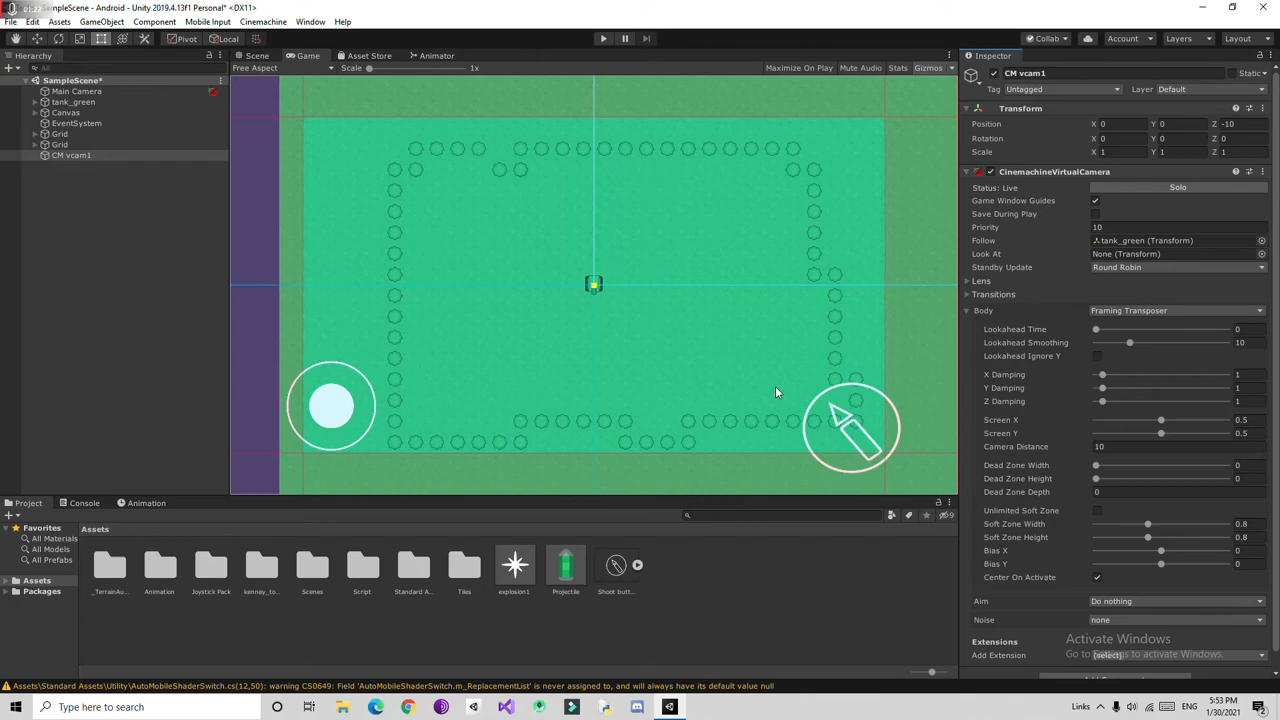 01:22
SampleScene - Android - Unity 2019.4.13f1 Personal* <DX11>
File Edit Assets GameObject Component Mobile Input Cinemachine Window Help
Pivot Local Collab Account Layers Layout
Hierarchy
All
SampleScene*
Main Camera
tank_green
Canvas
EventSystem
Grid
Grid
CM vcam1
Scene Game Asset Store Animator
Free Aspect Scale 1x Maximize On Play Mute Audio Stats Gizmos
Inspector
CM vcam1 Static
Tag Untagged Layer Default
Transform
Position X 0 Y 0 Z -10
Rotation X 0 Y 0 Z 0
Scale X 1 Y 1 Z 1
CinemachineVirtualCamera
Status: Live Solo
Game Window Guides
Save During Play
Priority 10
Follow tank_green (Transform)
Look At None (Transform)
Standby Update Round Robin
Lens
Transitions
Body Framing Transposer
Lookahead Time 0
Lookahead Smoothing 10
Lookahead Ignore Y
X Damping 1
Y Damping 1
Z Damping 1
Screen X 0.5
Screen Y 0.5
Camera Distance 10
Dead Zone Width 0
Dead Zone Height 0
Dead Zone Depth 0
Unlimited Soft Zone
Soft Zone Width 0.8
Soft Zone Height 0.8
Bias X 0
Bias Y 0
Center On Activate
Aim Do nothing
Noise none
Extensions
Add Extension (select)
Activate Windows
Go to Settings to activate Windows.
Project Console Animation
9
Favorites
All Materials
All Models
All Prefabs
Assets
Packages
Assets
_TerrainAu... Animation Joystick Pack kenney_to... Scenes Script Standard A... Tiles explosion1 Projectile Shoot butt...
Assets\Standard Assets\Utility\AutoMobileShaderSwitch.cs(12,50): warning CS0649: Field 'AutoMobileShaderSwitch.m_ReplacementList' is never assigned to, and will always have its default value null
Type here to search
Links ENG 5:53 PM
1/30/2021
2